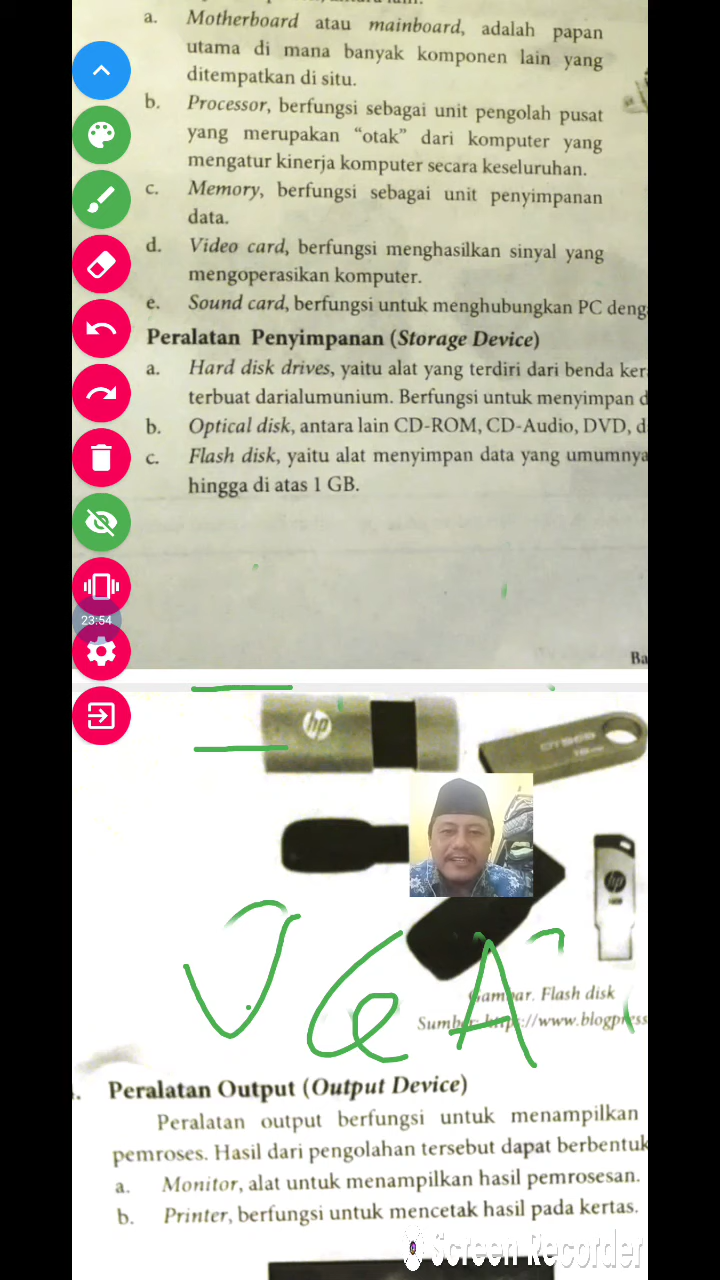 a. Motherboard atau mainboard, adalah papan
utama di mana banyak komponen lain yang
ditempatkan di situ.
b. Processor, berfungsi sebagai unit pengolah pusat
yang merupakan “otak” dari komputer yang
mengatur kinerja komputer secara keseluruhan.
c. Memory, berfungsi sebagai unit penyimpanan
data.
d. Video card, berfungsi menghasilkan sinyal yang
mengoperasikan komputer.
e. Sound card, berfungsi untuk menghubungkan PC deng
Peralatan Penyimpanan (Storage Device)
a. Hard disk drives, yaitu alat yang terdiri dari benda ker
terbuat darialumunium. Berfungsi untuk menyimpan d
b. Optical disk, antara lain CD-ROM, CD-Audio, DVD, d
c. Flash disk, yaitu alat menyimpan data yang umumnya
hingga di atas 1 GB.
23:54
Ba
hp
hp
V G A
Gambar. Flash disk
Sumber: https://www.blogpress
Peralatan Output (Output Device)
Peralatan output berfungsi untuk menampilkan
pemroses. Hasil dari pengolahan tersebut dapat berbentuk
a. Monitor, alat untuk menampilkan hasil pemrosesan.
b. Printer, berfungsi untuk mencetak hasil pada kertas.
Screen Recorder